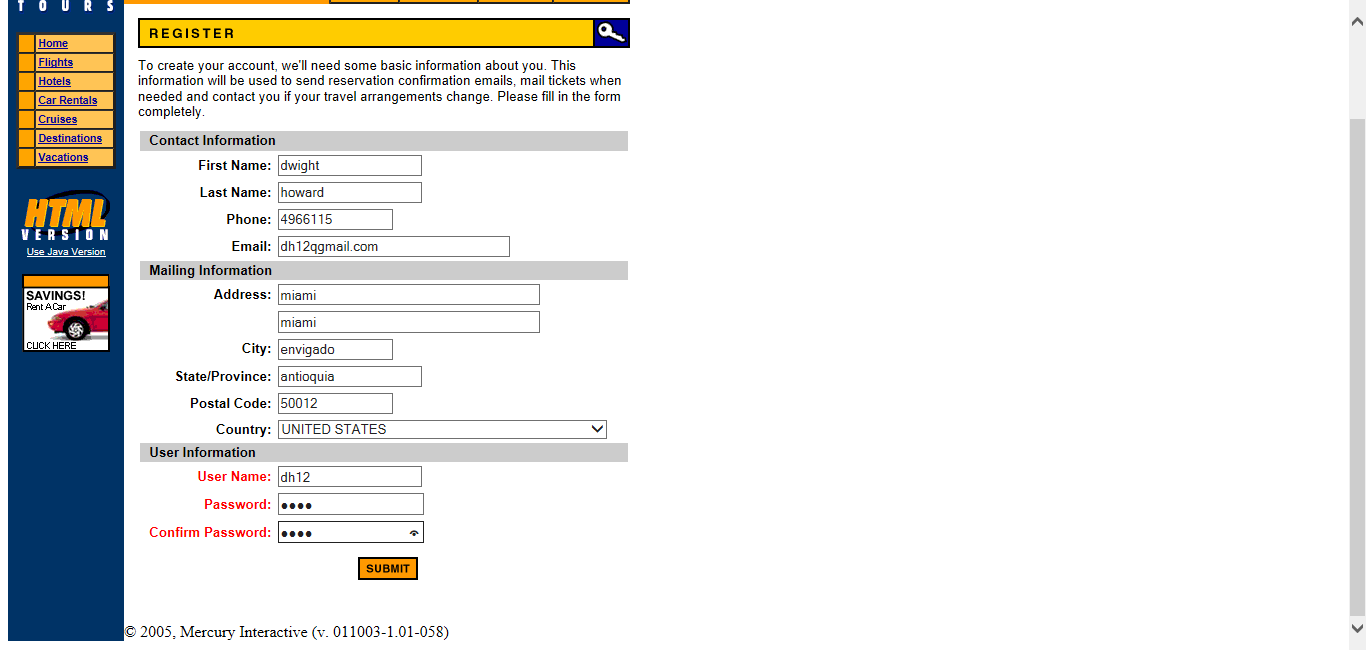 TOURS
Home
Flights
Hotels
Car Rentals
Cruises
Destinations
Vacations
HTML
VERSION
Use Java Version
SAVINGS!
Rent A Car
CLICK HERE
REGISTER
To create your account, we'll need some basic information about you. This
information will be used to send reservation confirmation emails, mail tickets when
needed and contact you if your travel arrangements change. Please fill in the form
completely.
Contact Information
First Name: dwight
Last Name: howard
Phone: 4966115
Email: dh12qgmail.com
Mailing Information
Address: miami
miami
City: envigado
State/Province: antioquia
Postal Code: 50012
Country: UNITED STATES
User Information
User Name: dh12
Password: ●●●●
Confirm Password: ●●●●
SUBMIT
© 2005, Mercury Interactive (v. 011003-1.01-058)